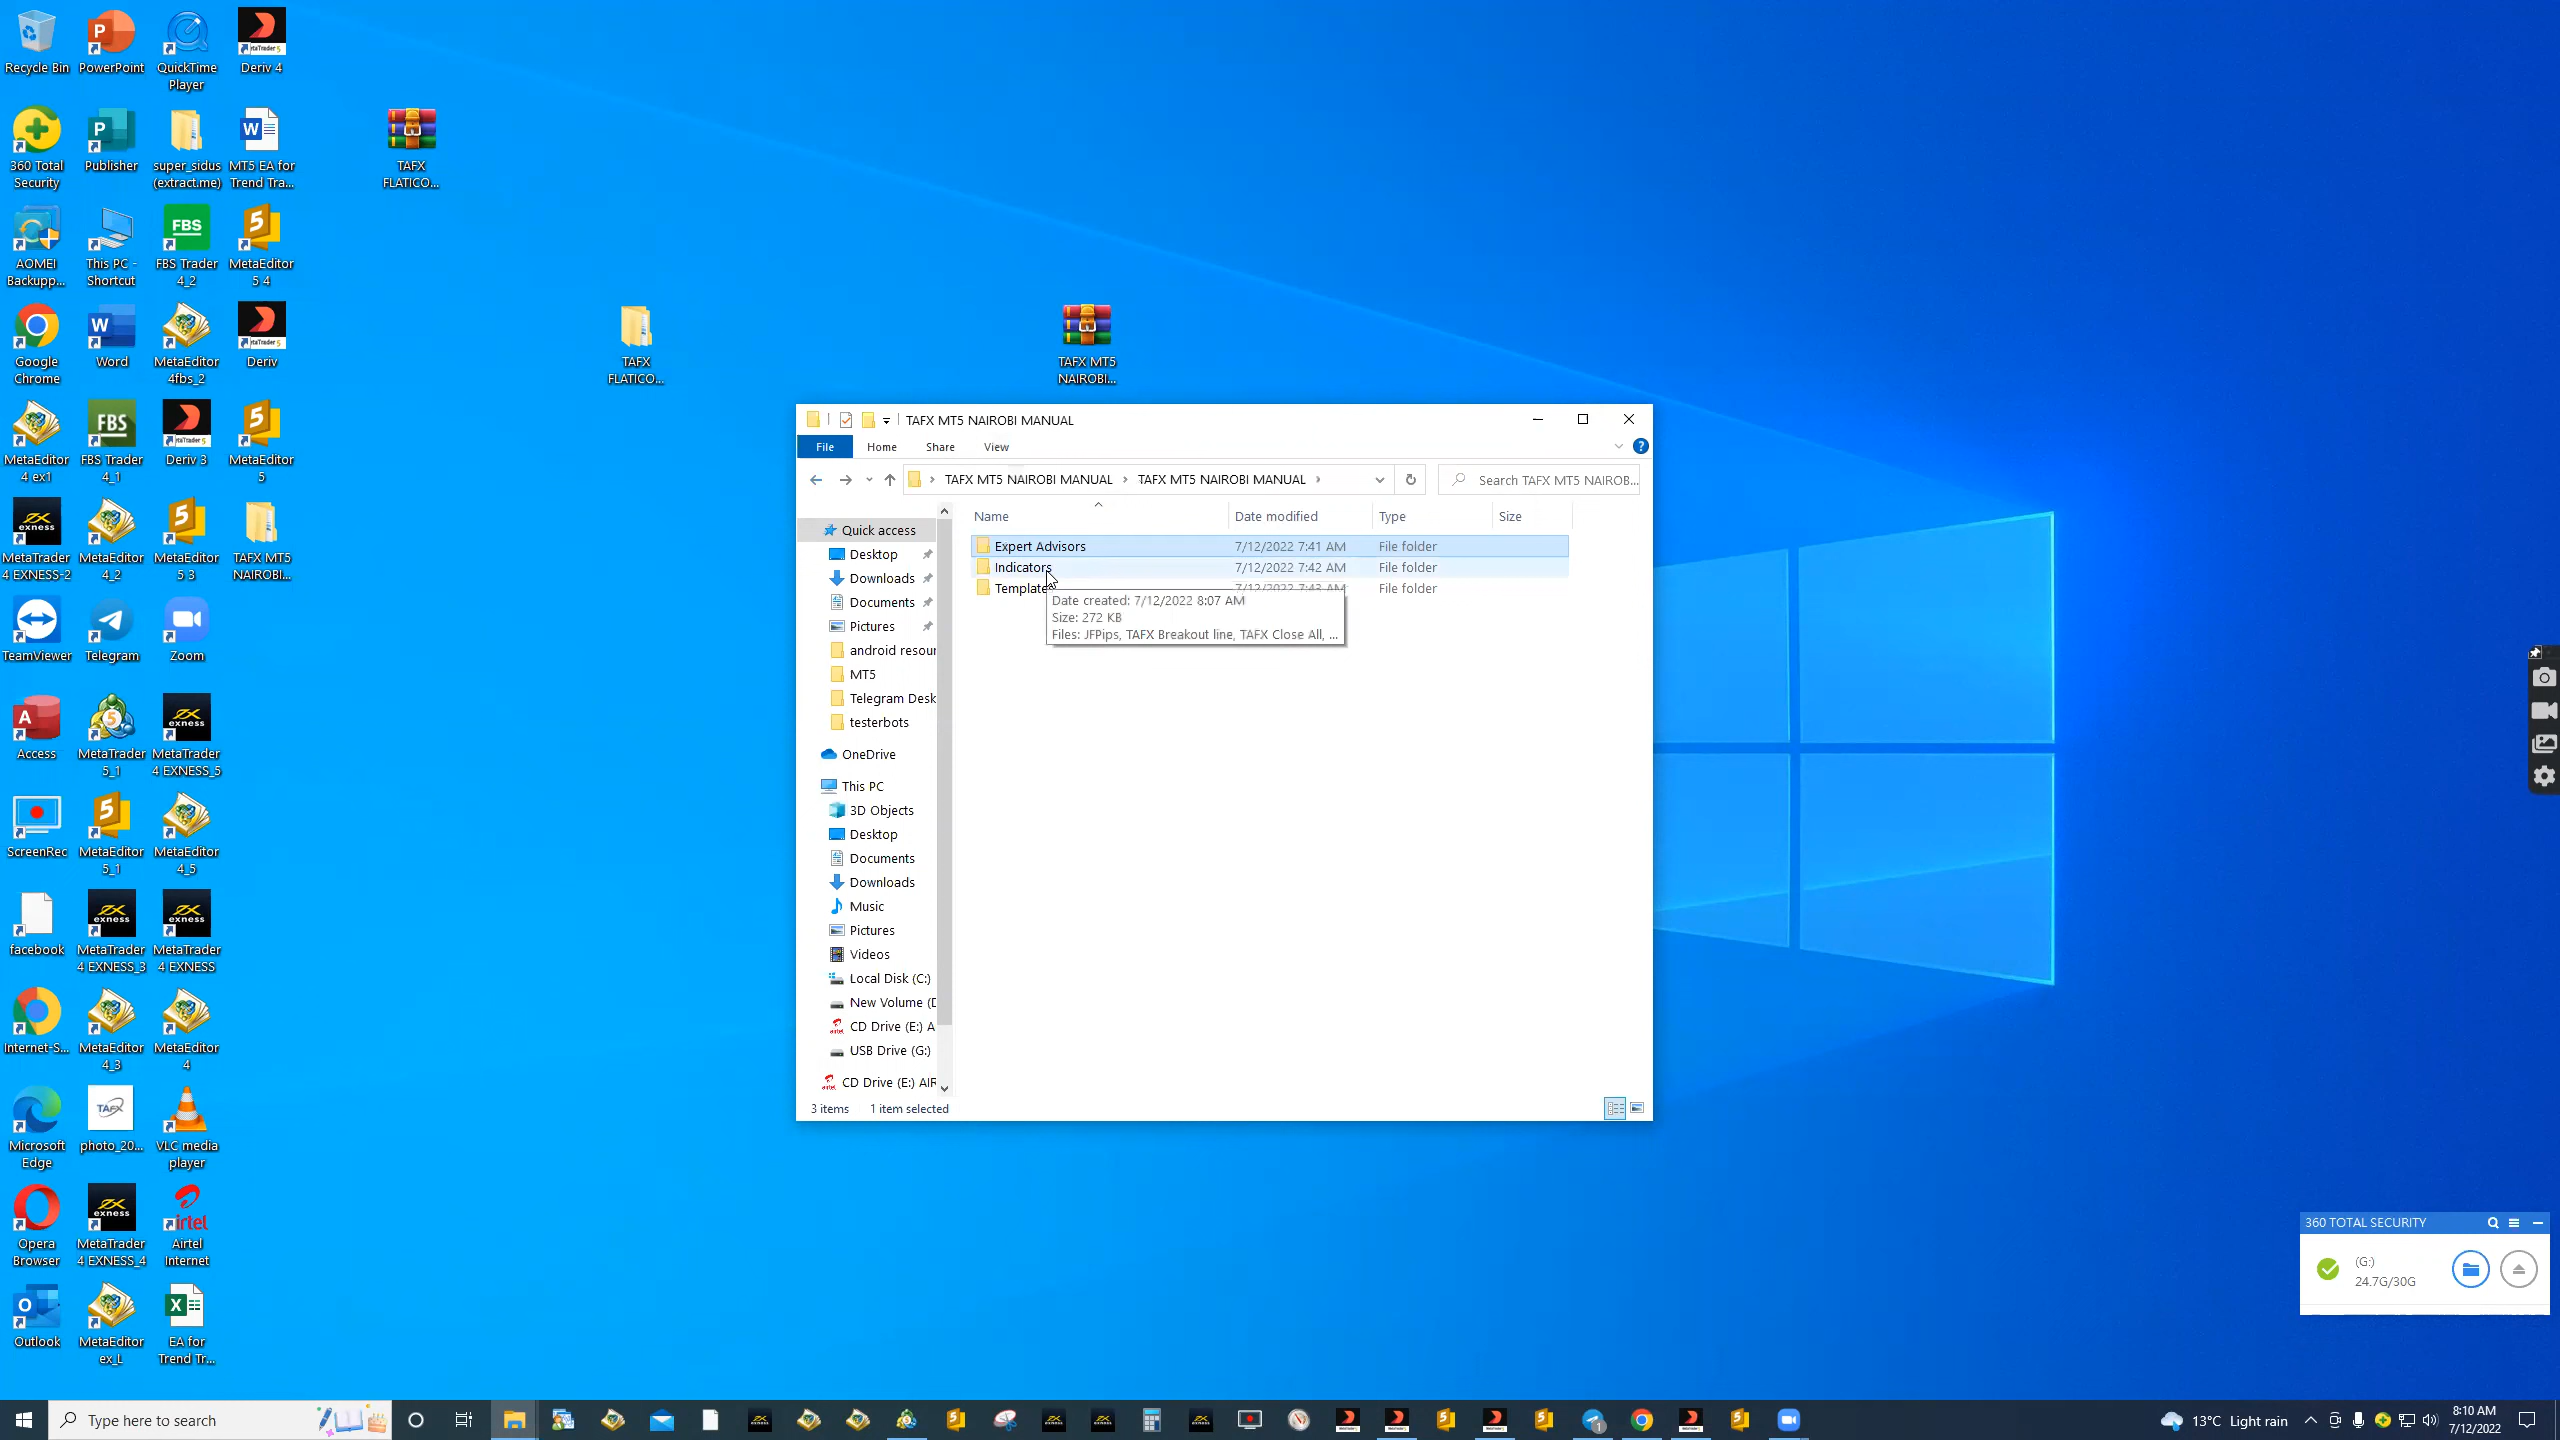 Recycle Bin
PowerPoint
QuickTime
Player
Deriv 4
360 Total
Security
Publisher
super_sidus
(extract.me)
MT5 EA for
Trend Tra...
TAFX
FLATICO...
AOMEI
Backupp...
This PC -
Shortcut
FBS Trader
4_2
MetaEditor
5 4
Google
Chrome
Word
MetaEditor
4fbs_2
Deriv
TAFX
FLATICO...
TAFX MT5
NAIROBI...
MetaEditor
4 ex1
FBS Trader
4_1
Deriv 3
MetaEditor
5
MetaTrader
4 EXNESS-2
MetaEditor
4_2
MetaEditor
5 3
TAFX MT5
NAIROBI...
TeamViewer
Telegram
Zoom
Access
MetaTrader
5_1
MetaTrader
4 EXNESS_5
ScreenRec
MetaEditor
5_1
MetaEditor
4_5
facebook
MetaTrader
4 EXNESS_3
MetaTrader
4 EXNESS
Internet-S...
MetaEditor
4_3
MetaEditor
4
Microsoft
Edge
photo_20...
VLC media
player
Opera
Browser
MetaTrader
4 EXNESS_4
Airtel
Internet
Outlook
MetaEditor
ex_L
EA for
Trend Tr...
TAFX MT5 NAIROBI MANUAL
File Home Share View
TAFX MT5 NAIROBI MANUAL > TAFX MT5 NAIROBI MANUAL >
Search TAFX MT5 NAIROB...
Name Date modified Type Size
Expert Advisors 7/12/2022 7:41 AM File folder
Indicators 7/12/2022 7:42 AM File folder
Template 7/12/2022 7:43 AM File folder
Date created: 7/12/2022 8:07 AM
Size: 272 KB
Files: JFPips, TAFX Breakout line, TAFX Close All, ...
Quick access
Desktop
Downloads
Documents
Pictures
android resour
MT5
Telegram Desk
testerbots
OneDrive
This PC
3D Objects
Desktop
Documents
Downloads
Music
Pictures
Videos
Local Disk (C:)
New Volume (D
CD Drive (E:) A
USB Drive (G:)
CD Drive (E:) AIR
3 items 1 item selected
360 TOTAL SECURITY
(G:)
24.7G/30G
Type here to search
13°C Light rain
8:10 AM
7/12/2022